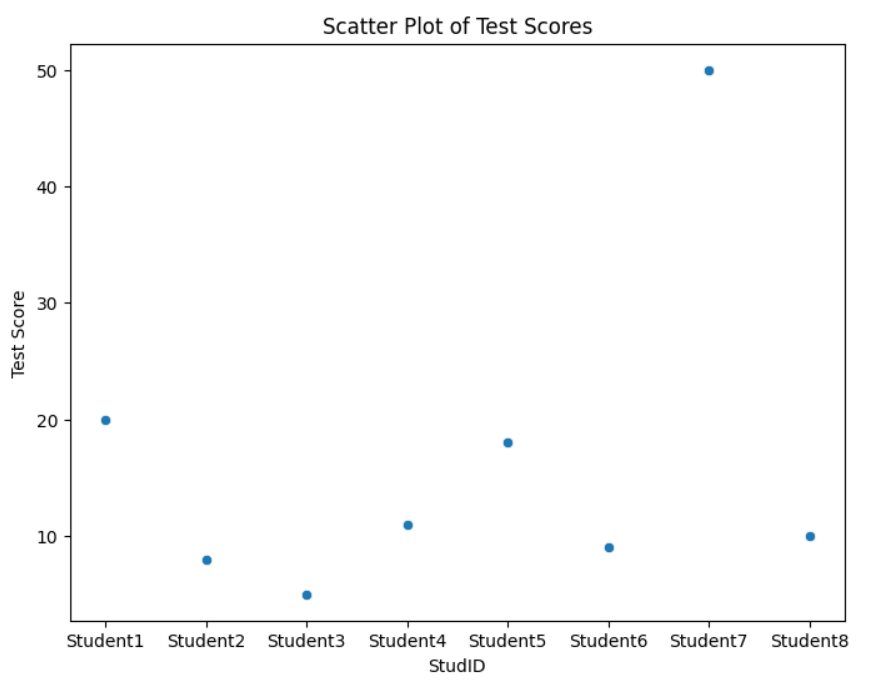 Scatter Plot of Test Scores
50
40
30
20
10
Test Score
Student1 Student2 Student3 Student4 Student5 Student6 Student7 Student8
StudID